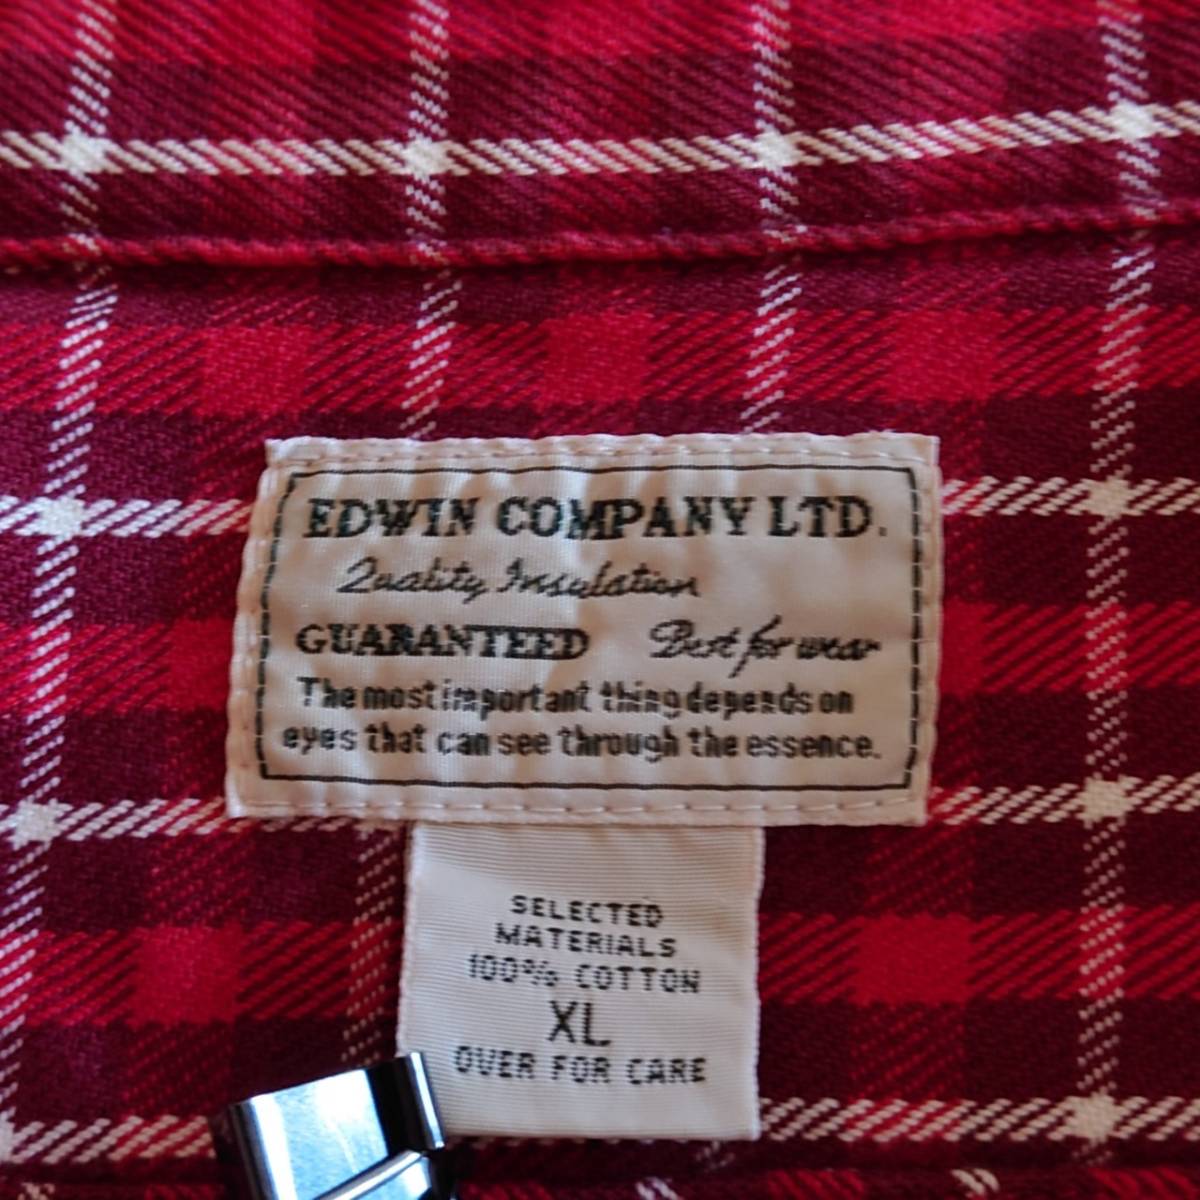 EDWIN COMPANY LTD.
Quality Insulation
GUARANTEED Best for wear
The most important thing depends on
eyes that can see through the essence.
SELECTED
MATERIALS
100% COTTON
XL
OVER FOR CARE